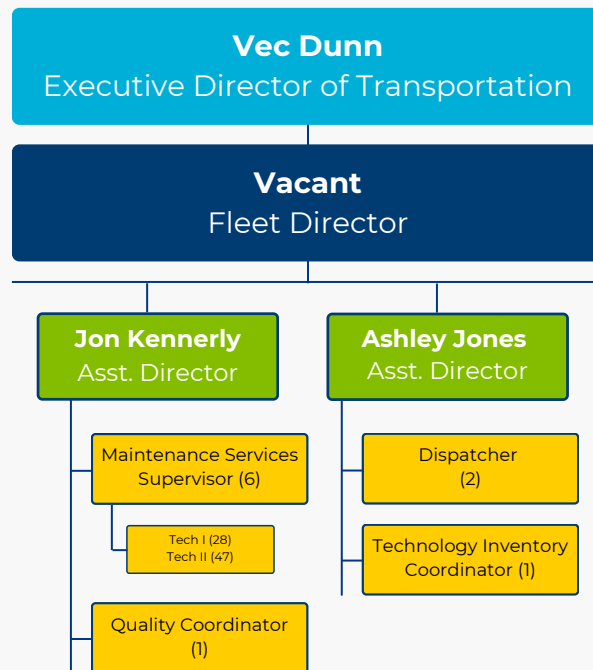 Vec Dunn
Executive Director of Transportation
Vacant
Fleet Director
Jon Kennerly
Asst. Director
Maintenance Services
Supervisor (6)
Tech I (28)
Tech II (47)
Quality Coordinator
(1)
Ashley Jones
Asst. Director
Dispatcher
(2)
Technology Inventory
Coordinator (1)